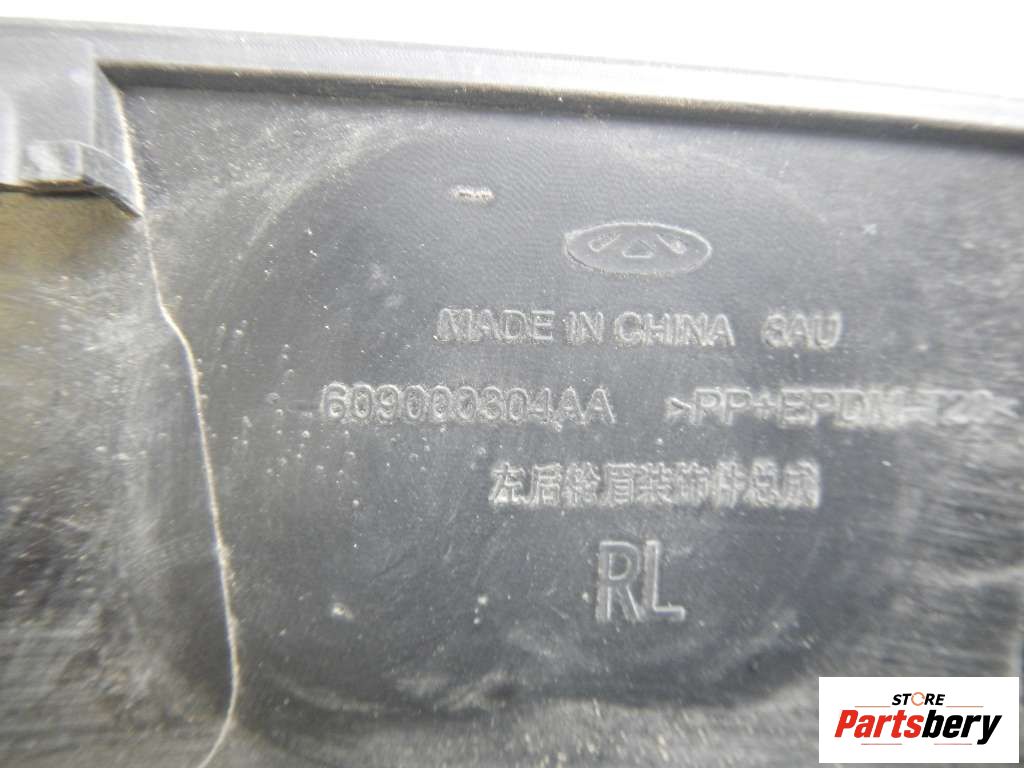 MADE IN CHINA 6AU
609000304AA >PP+EPDM-T20<
左后轮眉装饰件总成
RL
STORE
Partsbery